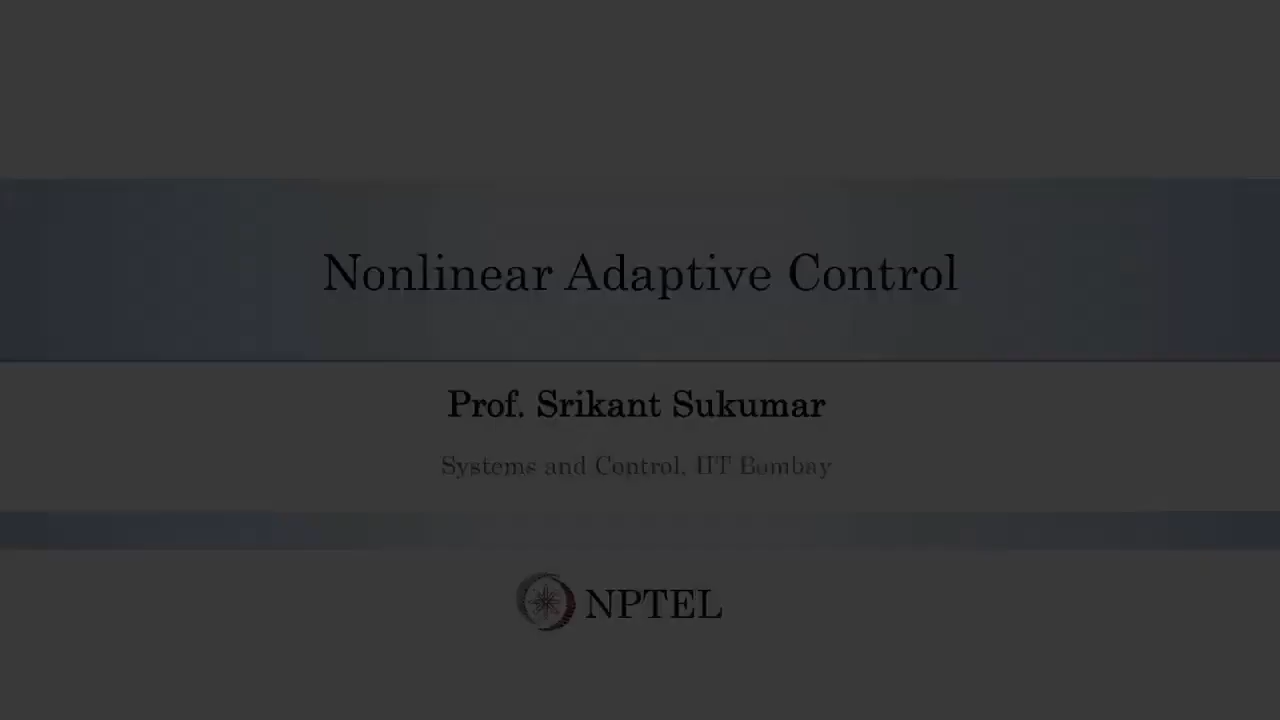 Nonlinear Adaptive Control
Prof. Srikant Sukumar
Systems and Control, IIT Bombay
NPTEL